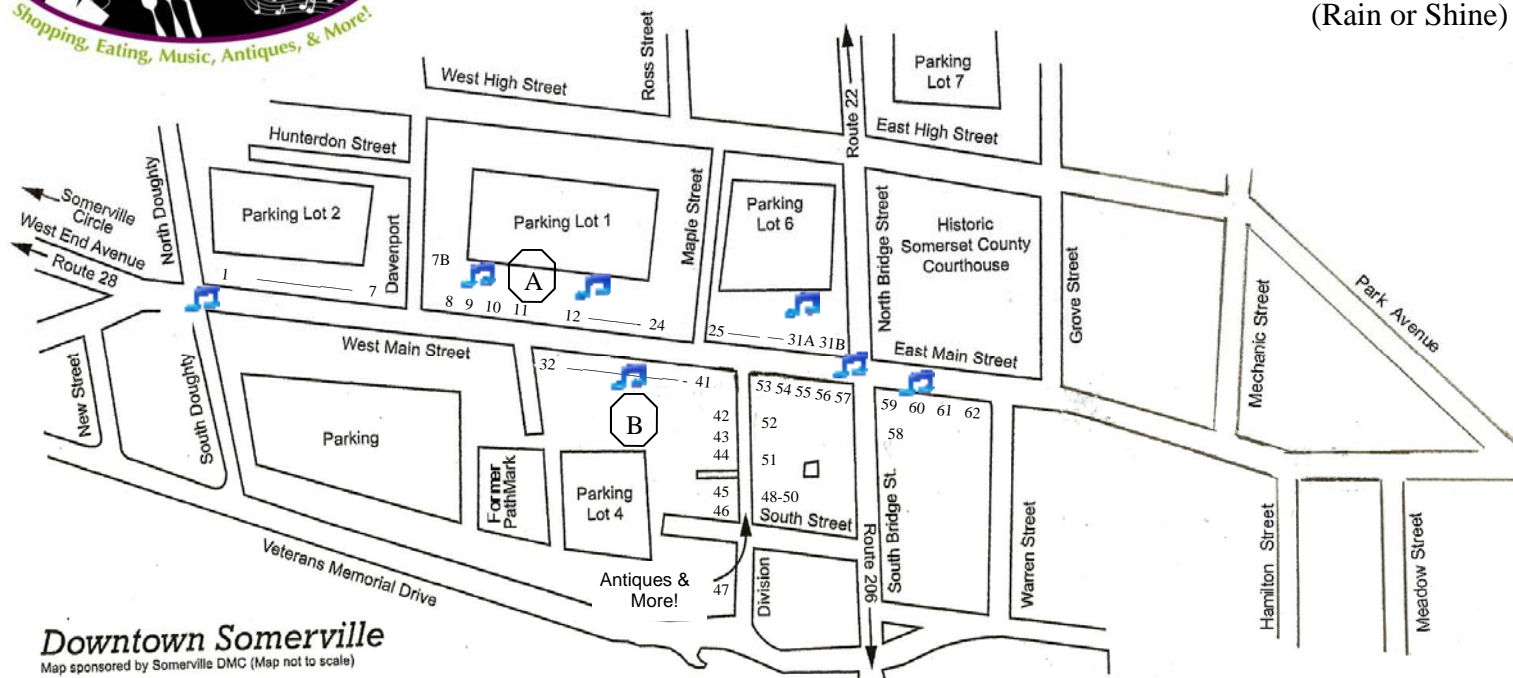 Shopping, Eating, Music, Antiques, & More!
(Rain or Shine)
Ross Street
West High Street
Route 22
Parking
Lot 7
East High Street
Hunterdon Street
North Doughty
Somerville
Circle
West End Avenue
Route 28
Parking Lot 2
Davenport
Parking Lot 1
Maple Street
Parking
Lot 6
North Bridge Street
Historic
Somerset County
Courthouse
Grove Street
Mechanic Street
Park Avenue
1
7
7B
A
8
9
10
11
12
24
25
31A 31B
West Main Street
East Main Street
32
41
53 54 55 56 57
59
60
61
62
New Street
South Doughty
Parking
B
42
43
44
52
58
51
Former
PathMark
Parking
Lot 4
45
46
48-50
South Street
South Bridge St.
Route 206
Warren Street
Hamilton Street
Meadow Street
Veterans Memorial Drive
Antiques &
More!
47
Division
Downtown Somerville
Map sponsored by Somerville DMC (Map not to scale)